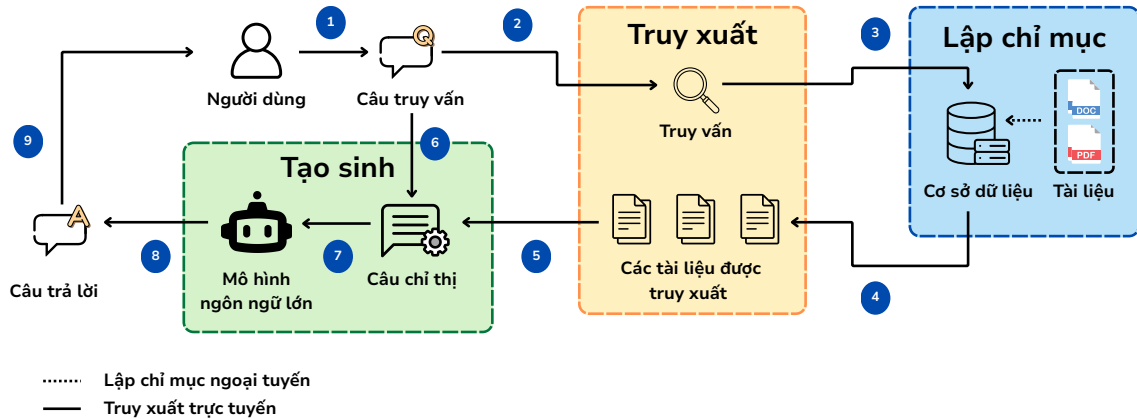 1
2
3
Truy xuất
Lập chỉ mục
Q
Người dùng
Câu truy vấn
Truy vấn
DOC
PDF
9
6
Tạo sinh
Cơ sở dữ liệu
Tài liệu
A
8
7
5
4
Câu trả lời
Mô hình
ngôn ngữ lớn
Câu chỉ thị
Các tài liệu được
truy xuất
Lập chỉ mục ngoại tuyến
Truy xuất trực tuyến